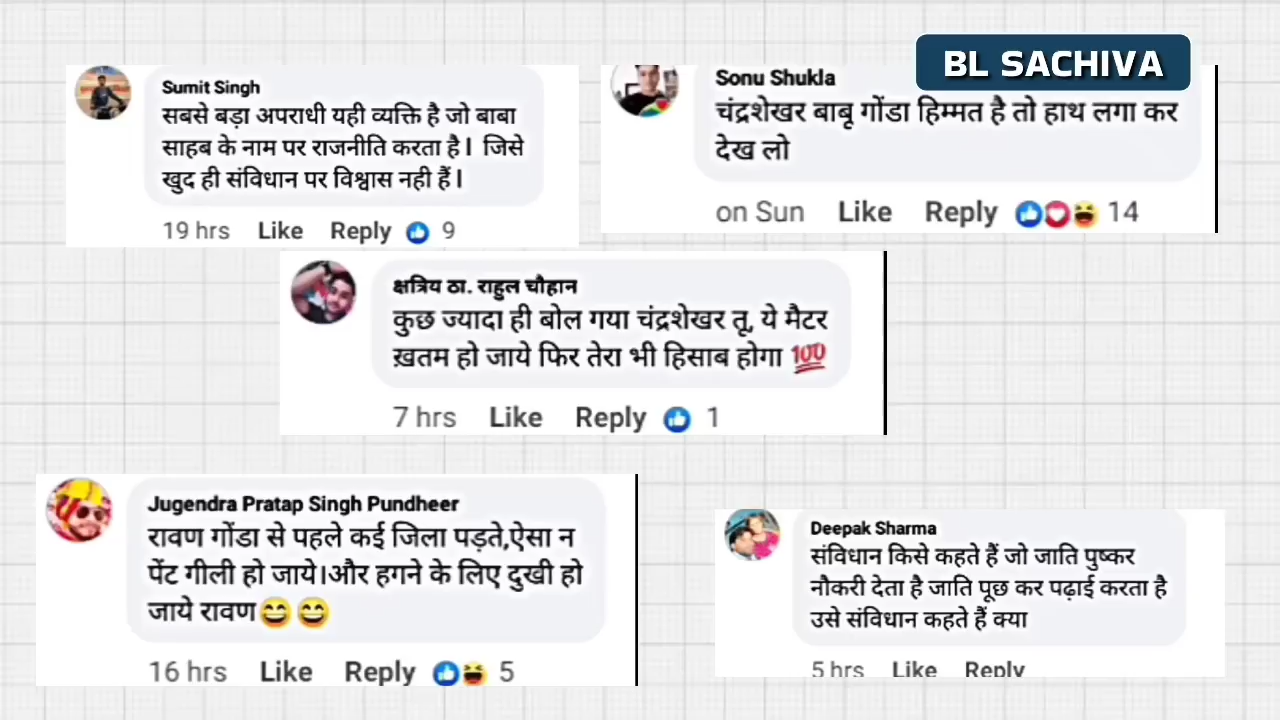 BL SACHIVA
Sumit Singh
सबसे बड़ा अपराधी यही व्यक्ति है जो बाबा
साहब के नाम पर राजनीति करता है। जिसे
खुद ही संविधान पर विश्वास नही हैं।
19 hrs Like Reply 9
Sonu Shukla
चंद्रशेखर बाबू गोंडा हिम्मत है तो हाथ लगा कर
देख लो
on Sun Like Reply 14
क्षत्रिय ठा. राहुल चौहान
कुछ ज्यादा ही बोल गया चंद्रशेखर तू, ये मैटर
ख़तम हो जाये फिर तेरा भी हिसाब होगा 💯
7 hrs Like Reply 1
Jugendra Pratap Singh Pundheer
रावण गोंडा से पहले कई जिला पड़ते,ऐसा न
पेंट गीली हो जाये।और हगने के लिए दुखी हो
जाये रावण😄😄
16 hrs Like Reply 5
Deepak Sharma
संविधान किसे कहते हैं जो जाति पुष्कर
नौकरी देता है जाति पूछ कर पढ़ाई करता है
उसे संविधान कहते हैं क्या
5 hrs Like Reply